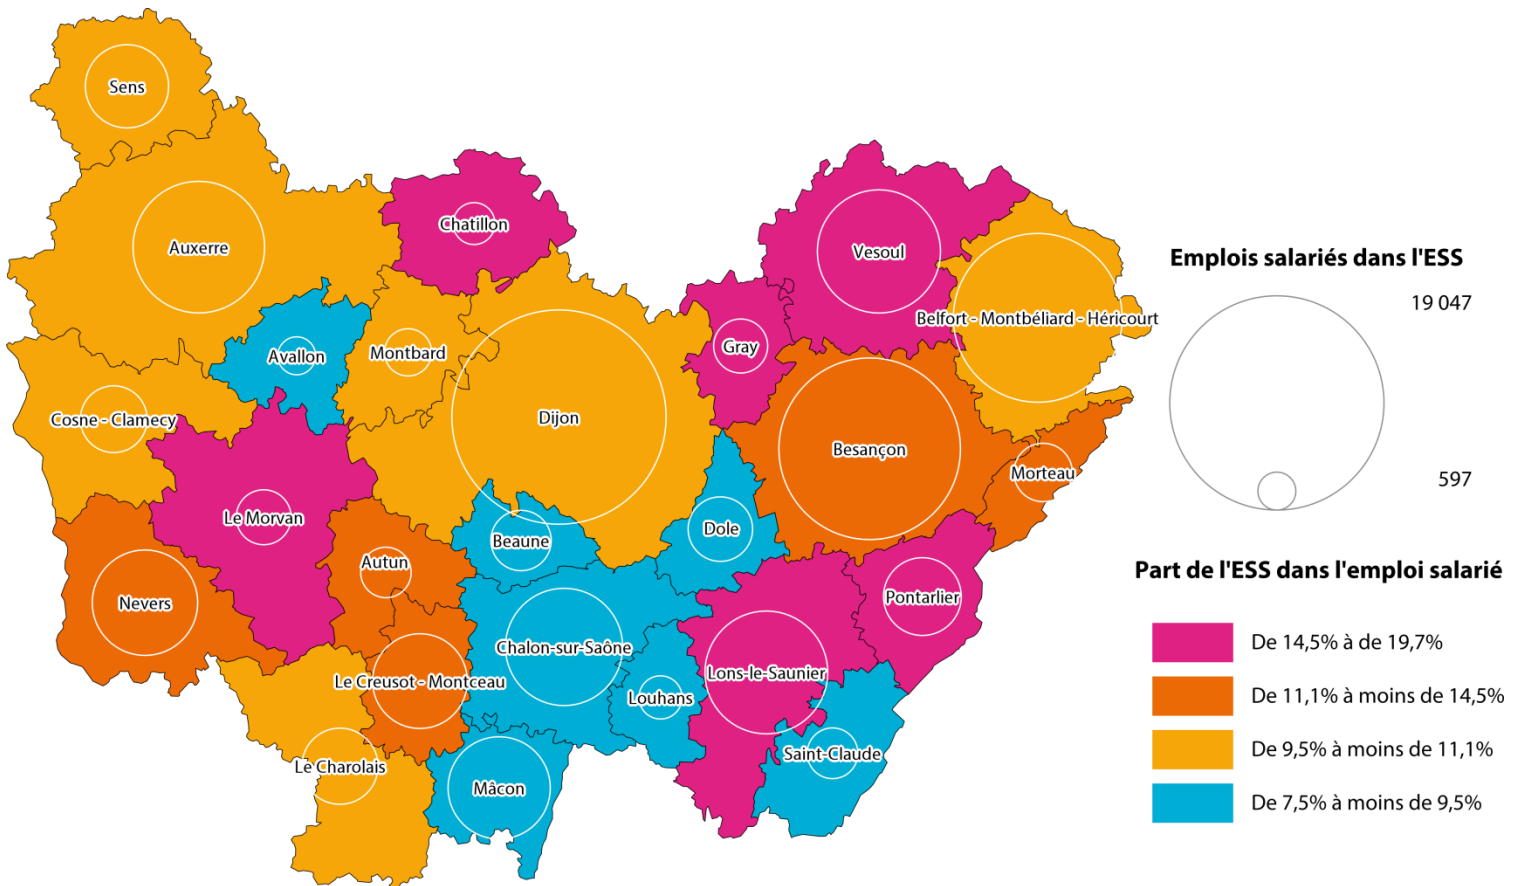 Sens
Auxerre
Chatillon
Vesoul
Belfort - Montbéliard - Héricourt
Avallon
Montbard
Gray
Cosne - Clamecy
Dijon
Besançon
Morteau
Le Morvan
Beaune
Dole
Autun
Nevers
Pontarlier
Chalon-sur-Saône
Le Creusot - Montceau
Lons-le-Saunier
Louhans
Saint-Claude
Le Charolais
Mâcon
Emplois salariés dans l'ESS
19 047
597
Part de l'ESS dans l'emploi salarié
De 14,5% à de 19,7%
De 11,1% à moins de 14,5%
De 9,5% à moins de 11,1%
De 7,5% à moins de 9,5%